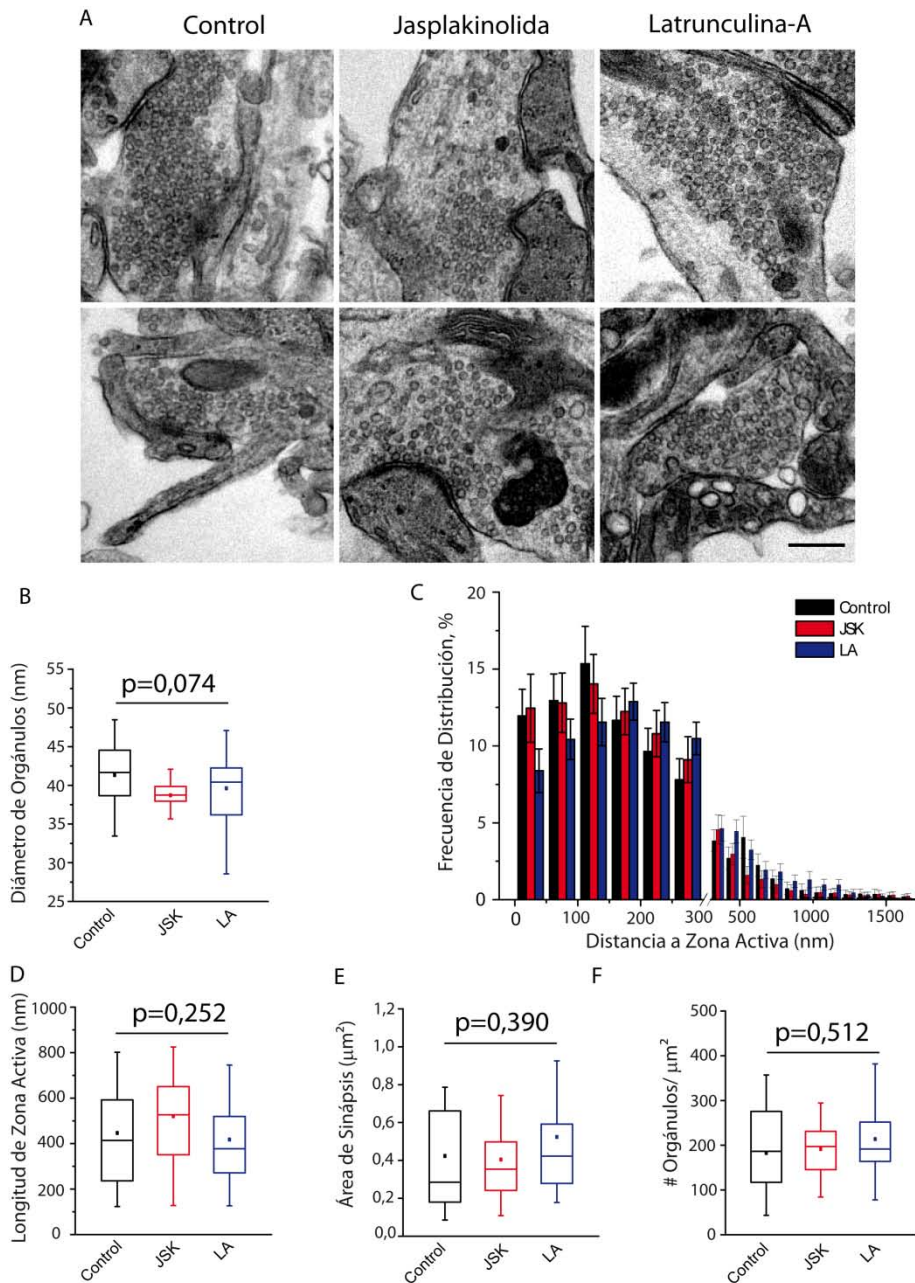 A
Control
Jasplakinolida
Latrunculina-A
B
Diámetro de Orgánulos (nm)
55
50
45
40
35
30
25
p=0,074
Control
JSK
LA
C
Frecuencia de Distribución, %
20
15
10
5
0
Control
JSK
LA
0
100
200
300
500
1000
1500
Distancia a Zona Activa (nm)
D
Longitud de Zona Activa (nm)
1000
800
600
400
200
0
p=0,252
Control
JSK
LA
E
Área de Sinápsis (µm²)
1,2
1,0
0,8
0,6
0,4
0,2
0,0
p=0,390
Control
JSK
LA
F
# Orgánulos/ µm²
500
400
300
200
100
0
p=0,512
Control
JSK
LA